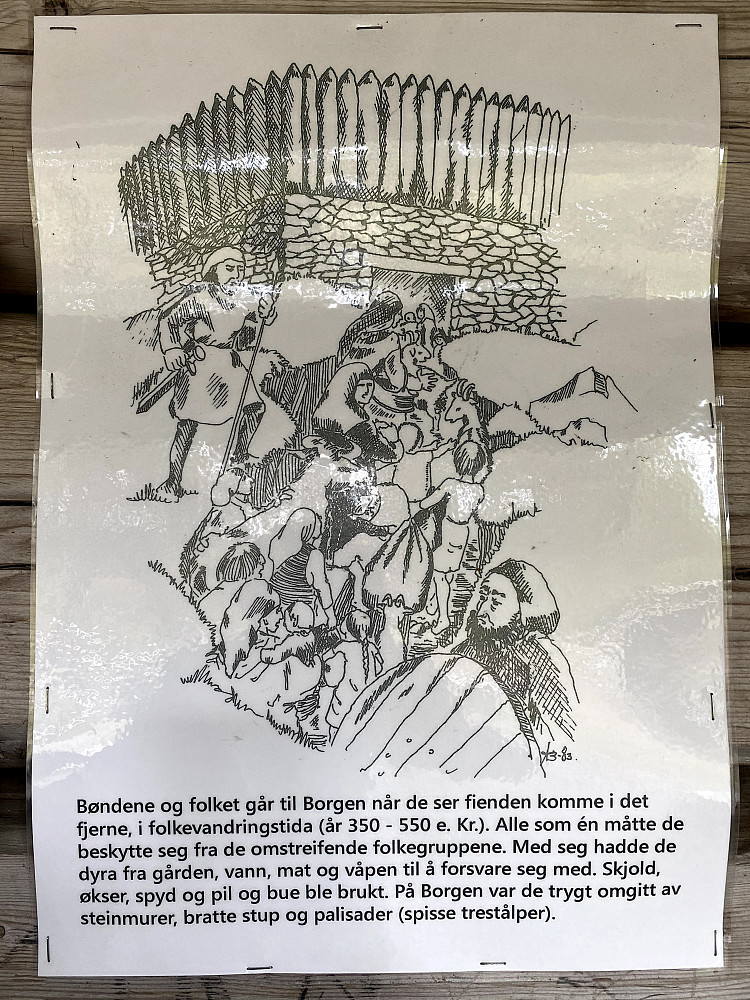 Bøndene og folket går til Borgen når de ser fienden komme i det
fjerne, i folkevandringstida (år 350 - 550 e. Kr.). Alle som én måtte de
beskytte seg fra de omstreifende folkegruppene. Med seg hadde de
dyra fra gården, vann, mat og våpen til å forsvare seg med. Skjold,
økser, spyd og pil og bue ble brukt. På Borgen var de trygt omgitt av
steinmurer, bratte stup og palisader (spisse trestålper).